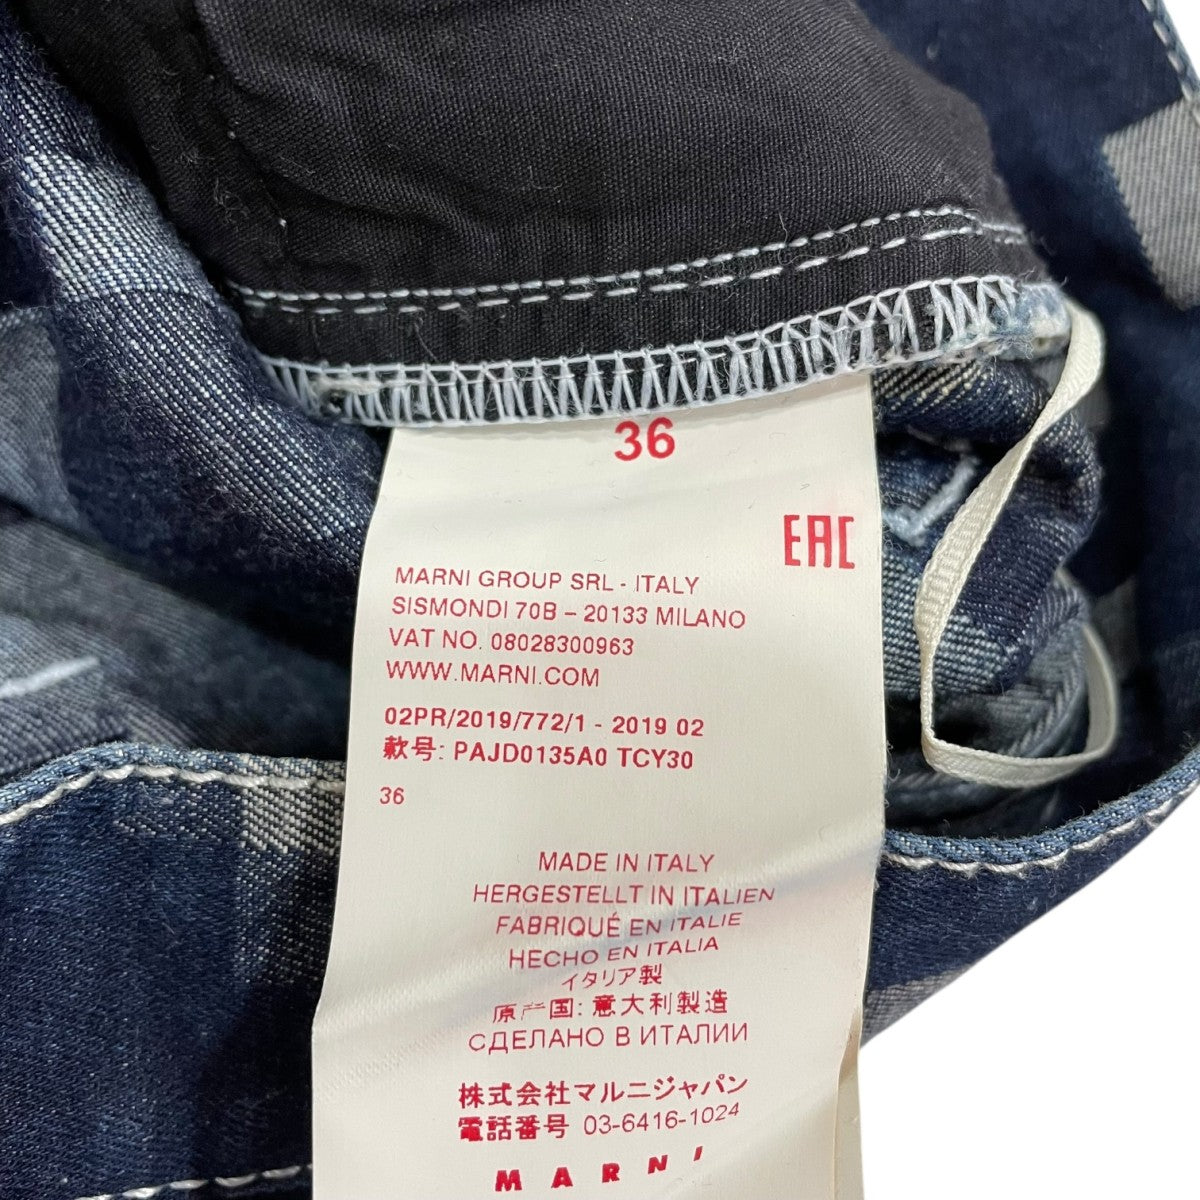 36
EAC
MARNI GROUP SRL - ITALY
SISMONDI 70B – 20133 MILANO
VAT NO. 08028300963
WWW.MARNI.COM
02PR/2019/772/1 - 2019 02
款号: PAJD0135A0 TCY30
36
MADE IN ITALY
HERGESTELLT IN ITALIEN
FABRIQUÉ EN ITALIE
HECHO EN ITALIA
イタリア製
原产国: 意大利製造
СДЕЛАНО В ИТАЛИИ
株式会社マルニジャパン
電話番号 03-6416-1024
MARNI